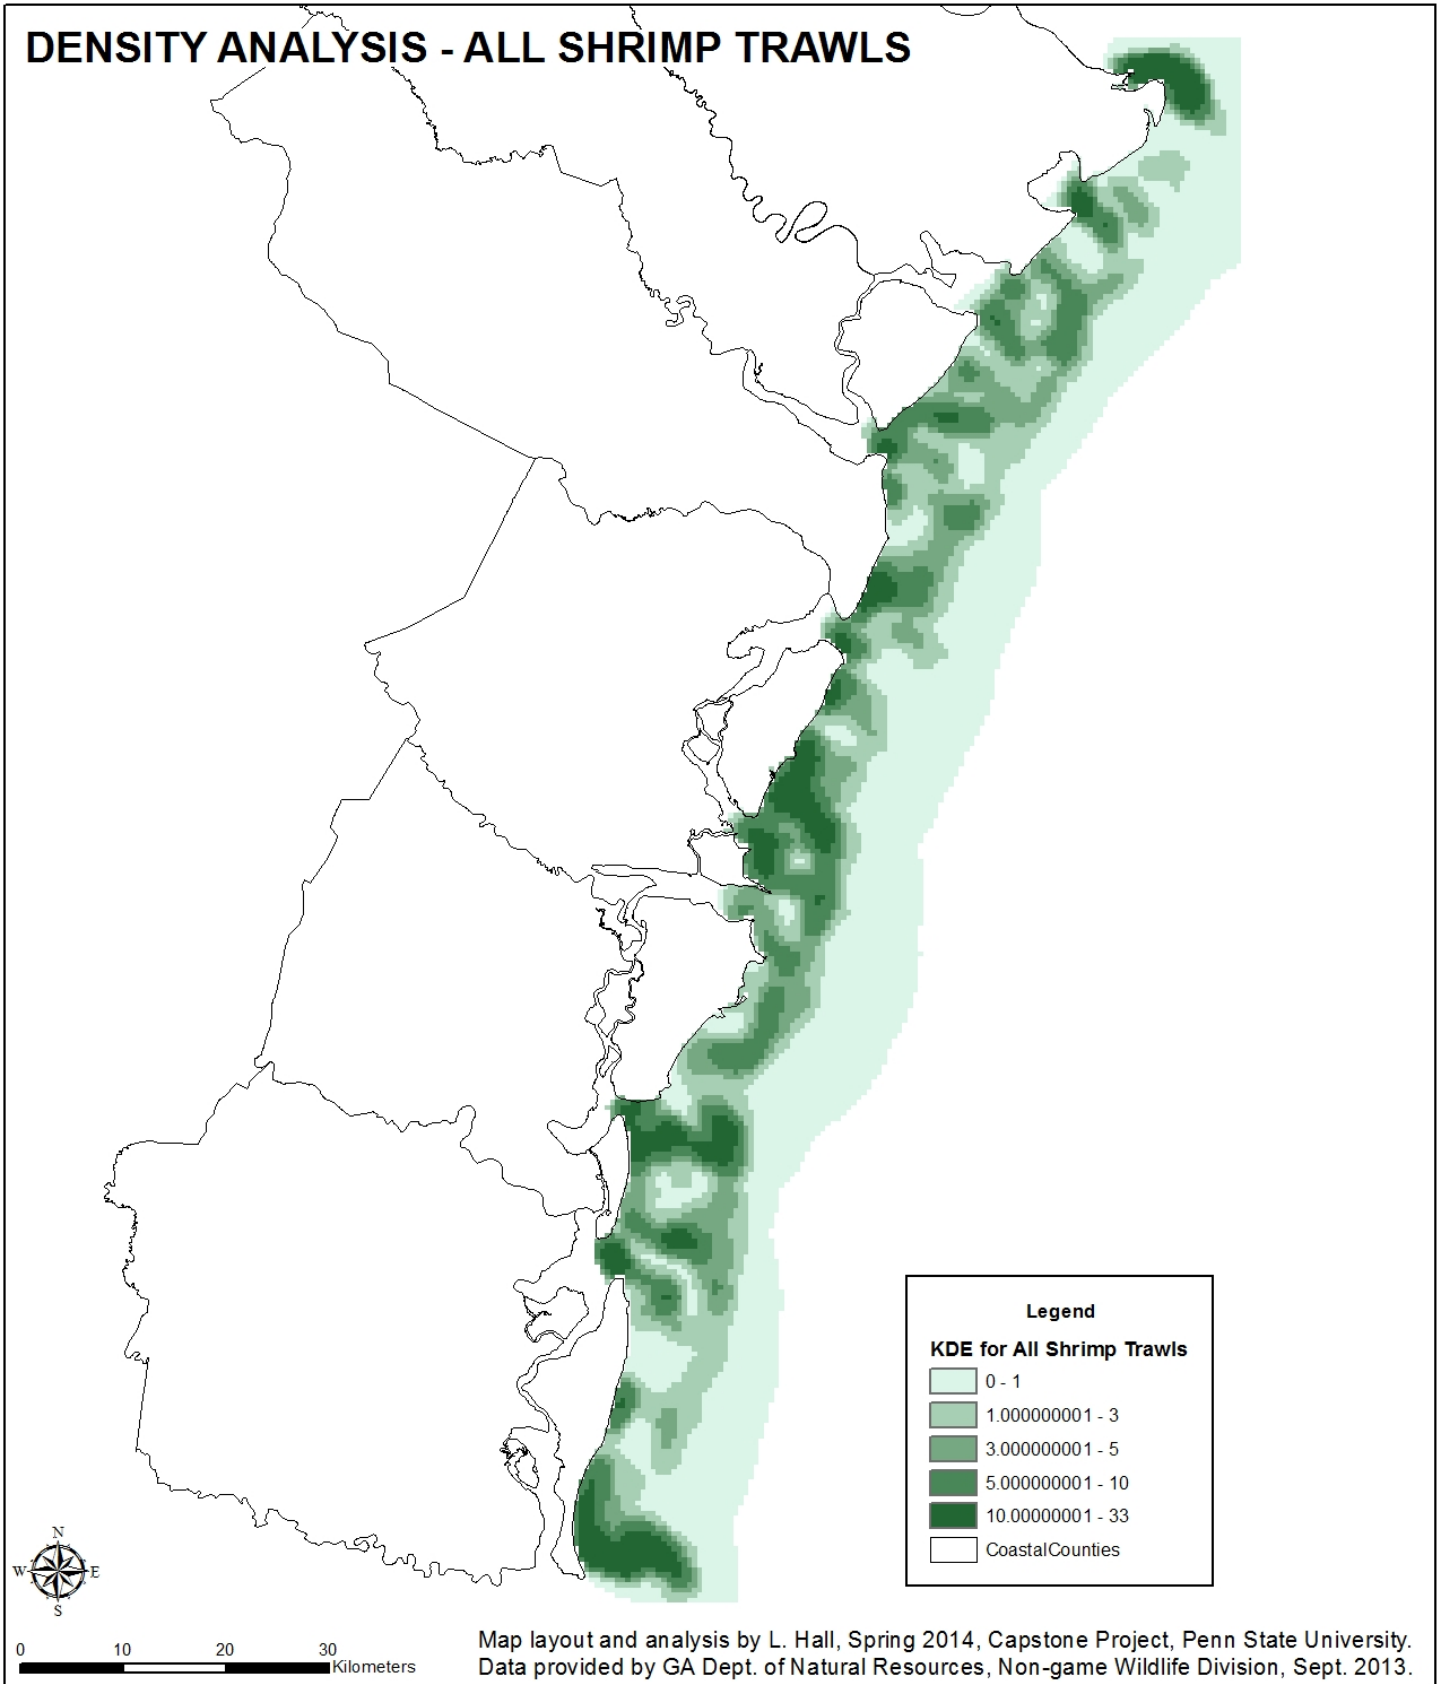 DENSITY ANALYSIS - ALL SHRIMP TRAWLS
Legend
KDE for All Shrimp Trawls
0 - 1
1.000000001 - 3
3.000000001 - 5
5.000000001 - 10
10.00000001 - 33
CoastalCounties
N
W E
S
0 10 20 30
Kilometers
Map layout and analysis by L. Hall, Spring 2014, Capstone Project, Penn State University.
Data provided by GA Dept. of Natural Resources, Non-game Wildlife Division, Sept. 2013.